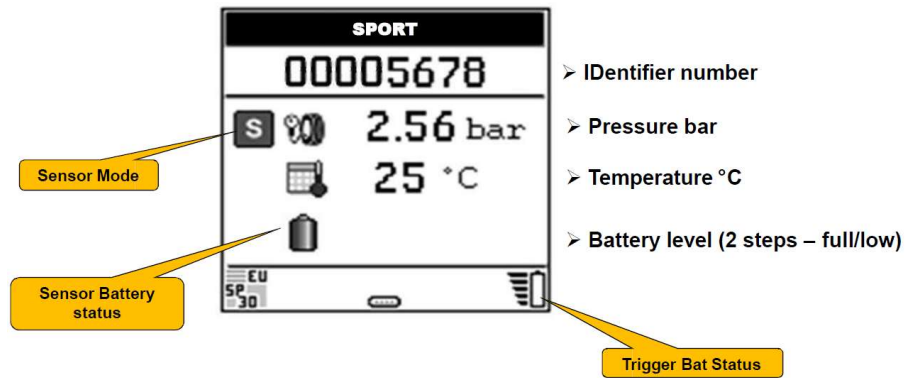 SPORT
00005678
➢ IDentifier number
S 2.56 bar
➢ Pressure bar
Sensor Mode
25 °C
➢ Temperature °C
➢ Battery level (2 steps – full/low)
Sensor Battery
status
EU
SP
30
Trigger Bat Status